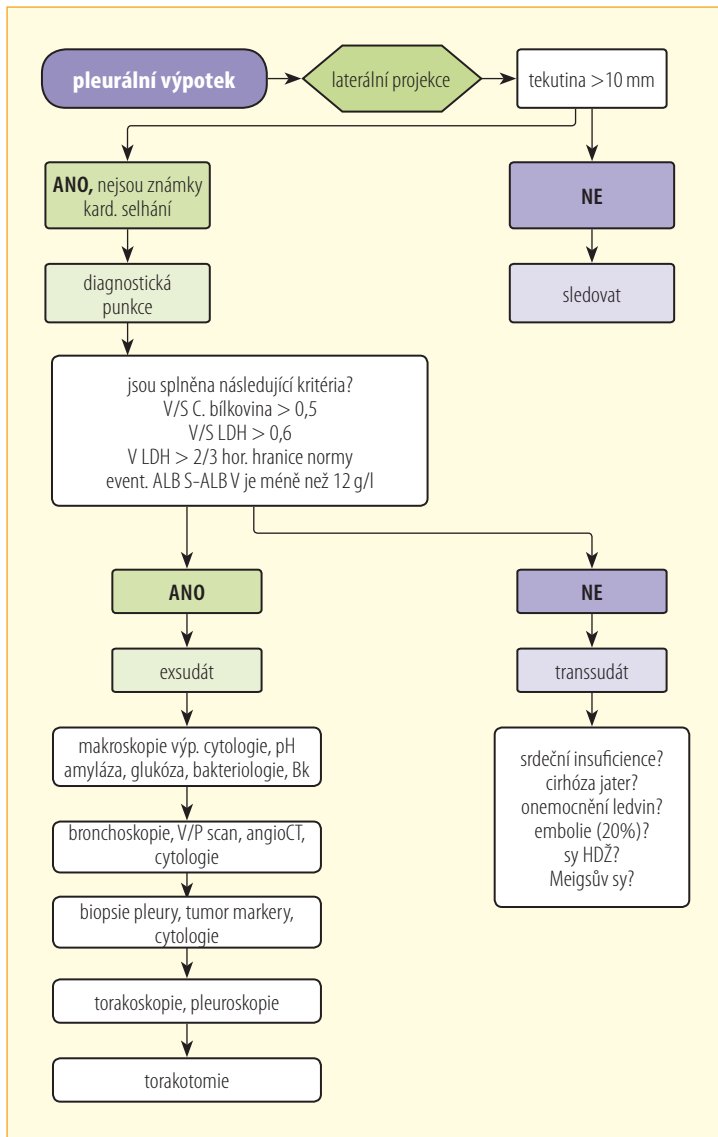 pleurální výpotek
laterální projekce
tekutina >10 mm
ANO, nejsou známky
kard. selhání
NE
diagnostická
punkce
sledovat
jsou splněna následující kritéria?
V/S C. bílkovina > 0,5
V/S LDH > 0,6
V LDH > 2/3 hor. hranice normy
event. ALB S-ALB V je méně než 12 g/l
ANO
NE
exsudát
transsudát
makroskopie výp. cytologie, pH
amyláza, glukóza, bakteriologie, Bk
srdeční insuficience?
cirhóza jater?
onemocnění ledvin?
embolie (20%)?
sy HDŽ?
Meigsův sy?
bronchoskopie, V/P scan, angioCT,
cytologie
biopsie pleury, tumor markery,
cytologie
torakoskopie, pleuroskopie
torakotomie